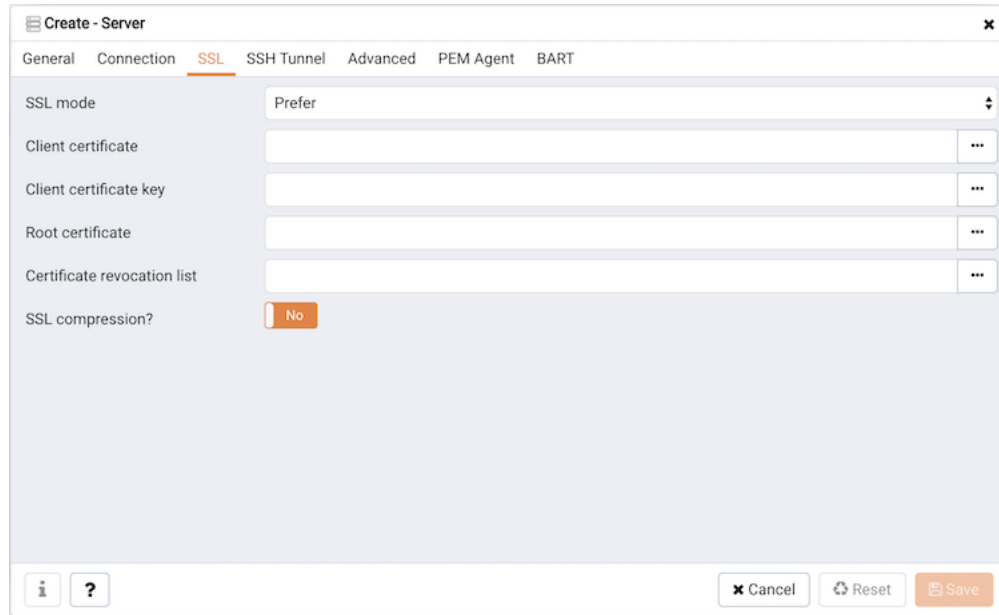 Create - Server
General Connection SSL SSH Tunnel Advanced PEM Agent BART
SSL mode Prefer
Client certificate
Client certificate key
Root certificate
Certificate revocation list
SSL compression? No
i ? Cancel Reset Save